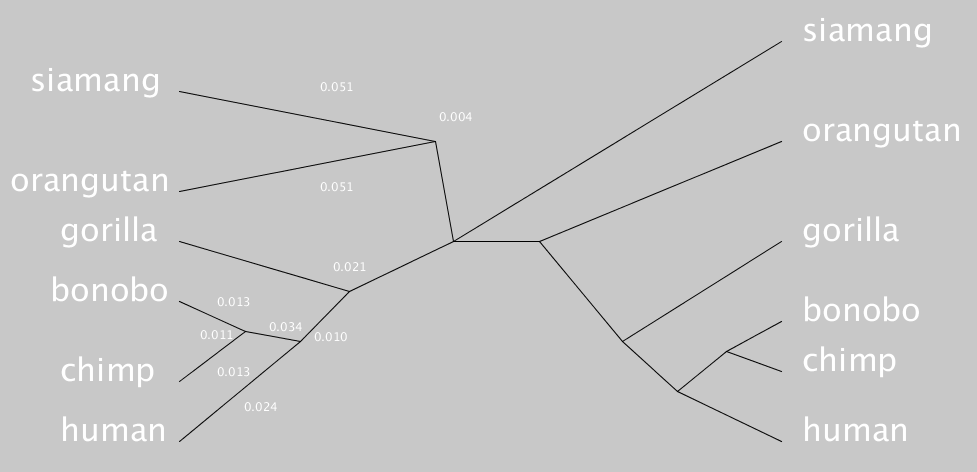 siamang
siamang
0.051
0.004
orangutan
orangutan
0.051
gorilla
gorilla
0.021
bonobo
0.013
bonobo
0.034
0.011
0.010
chimp
chimp
0.013
0.024
human
human